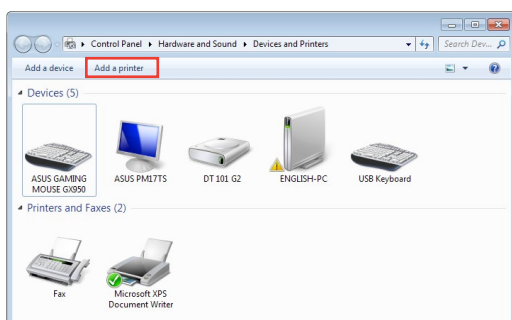 Control Panel ▸ Hardware and Sound ▸ Devices and Printers
Search Dev...
Add a device Add a printer
Devices (5)
ASUS GAMING MOUSE GX950
ASUS PM17TS
DT 101 G2
ENGLISH-PC
USB Keyboard
Printers and Faxes (2)
Fax
Microsoft XPS Document Writer